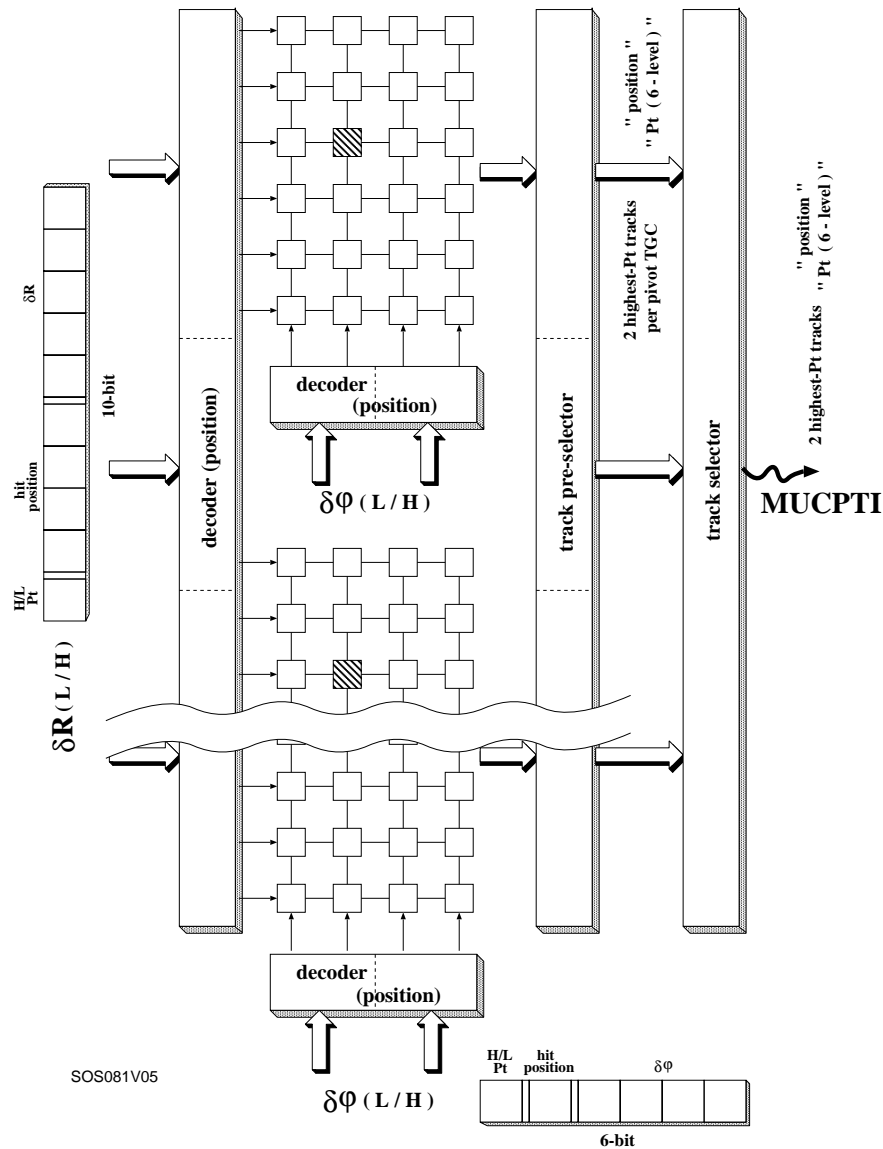 δR
10-bit
hit
position
H/L
Pt
δR ( L / H )
decoder (position)
decoder
(position)
δφ ( L / H )
decoder
(position)
δφ ( L / H )
track pre-selector
" position "
" Pt ( 6 - level ) "
2 highest-Pt tracks
per pivot TGC
track selector
" position "
2 highest-Pt tracks " Pt ( 6 - level ) "
MUCPTI
H/L
Pt
hit
position
δφ
6-bit
SOS081V05